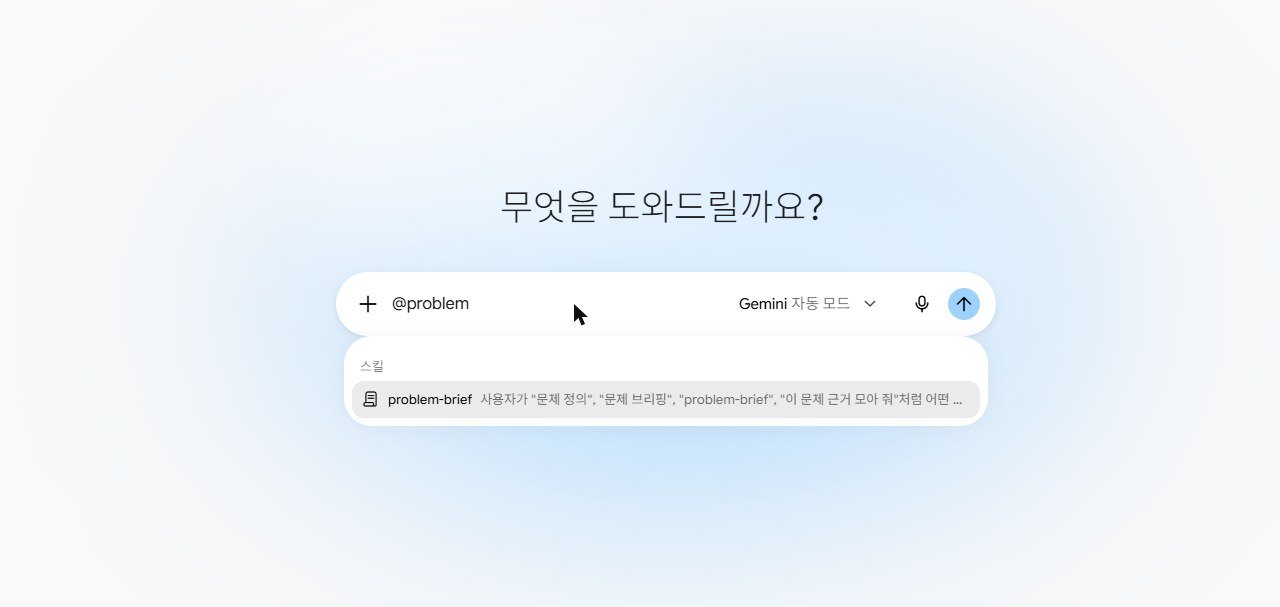 무엇을 도와드릴까요?
@problem
Gemini 자동 모드
스킬
problem-brief 사용자가 "문제 정의", "문제 브리핑", "problem-brief", "이 문제 근거 모아 줘"처럼 어떤 ...